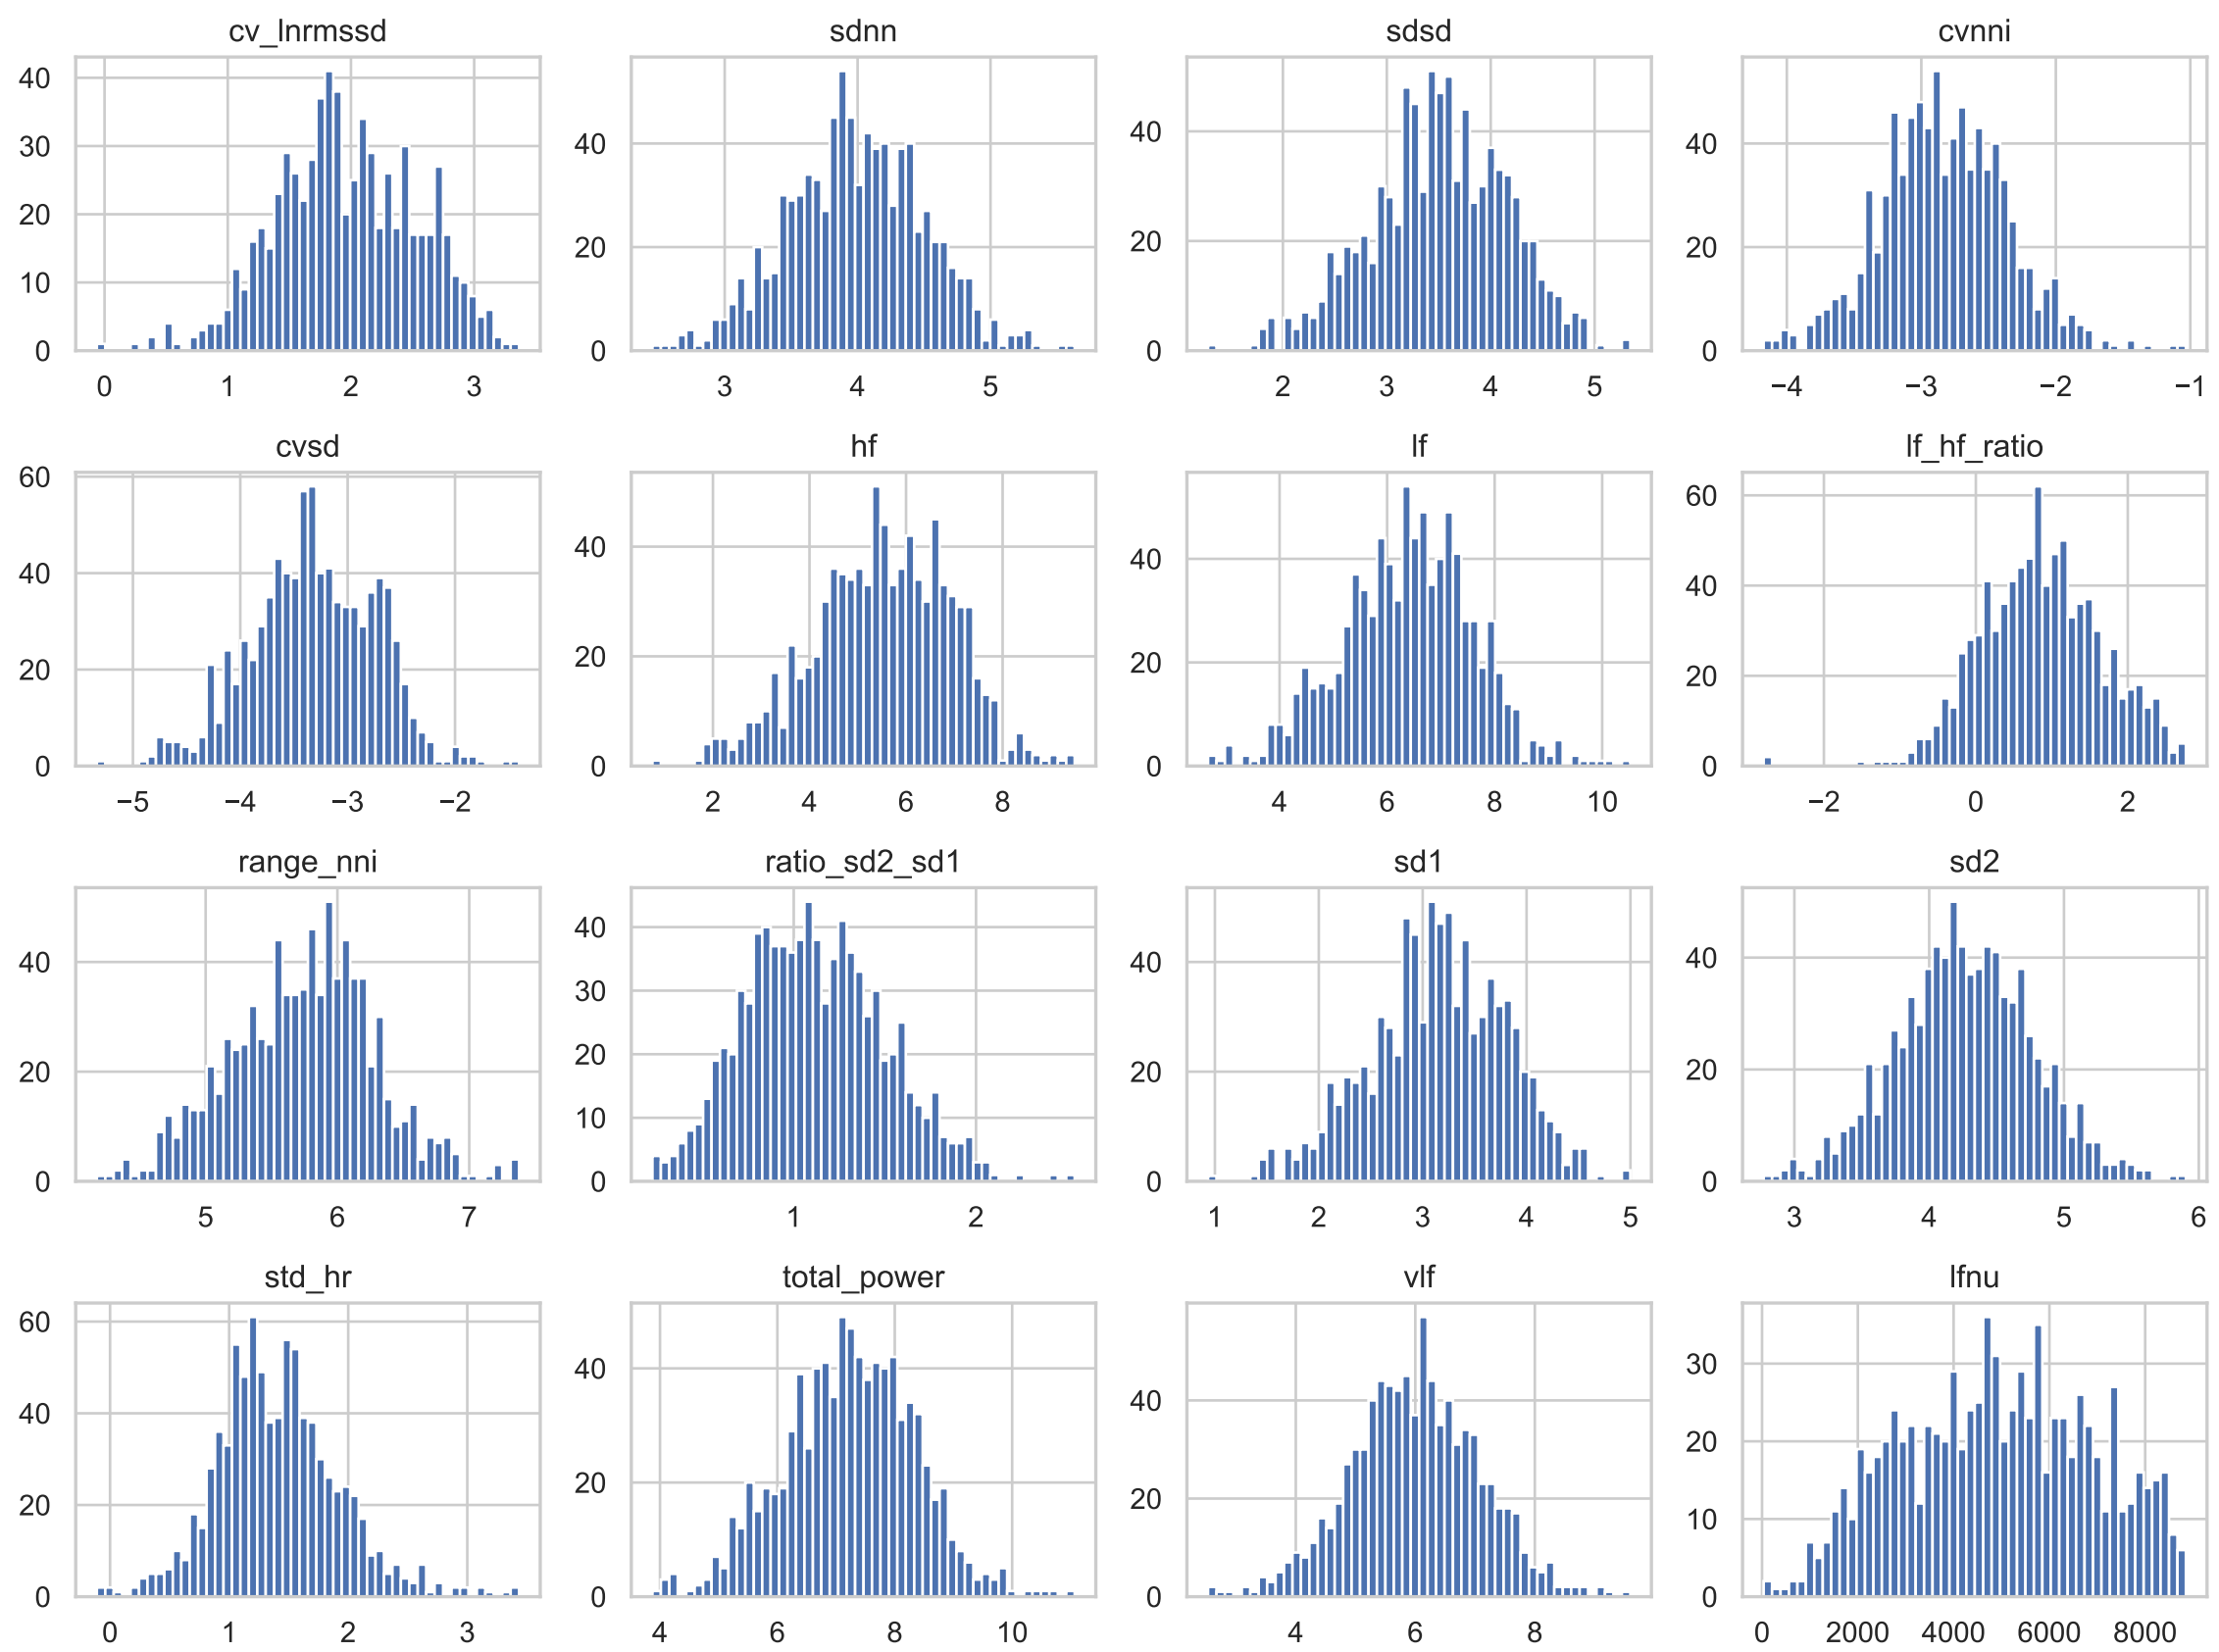 cv_lnrmssd
sdnn
sdsd
cvnni
40
30
20
10
0
0 1 2 3
40
20
0
3 4 5
40
20
0
2 3 4 5
40
20
0
−4 −3 −2 −1
cvsd
hf
lf
lf_hf_ratio
60
40
20
0
−5 −4 −3 −2
40
20
0
2 4 6 8
40
20
0
4 6 8 10
60
40
20
0
−2 0 2
range_nni
ratio_sd2_sd1
sd1
sd2
40
20
0
5 6 7
40
30
20
10
0
1 2
40
20
0
1 2 3 4 5
40
20
0
3 4 5 6
std_hr
total_power
vlf
lfnu
60
40
20
0
0 1 2 3
40
20
0
4 6 8 10
40
20
0
4 6 8
30
20
10
0
0 2000 4000 6000 8000